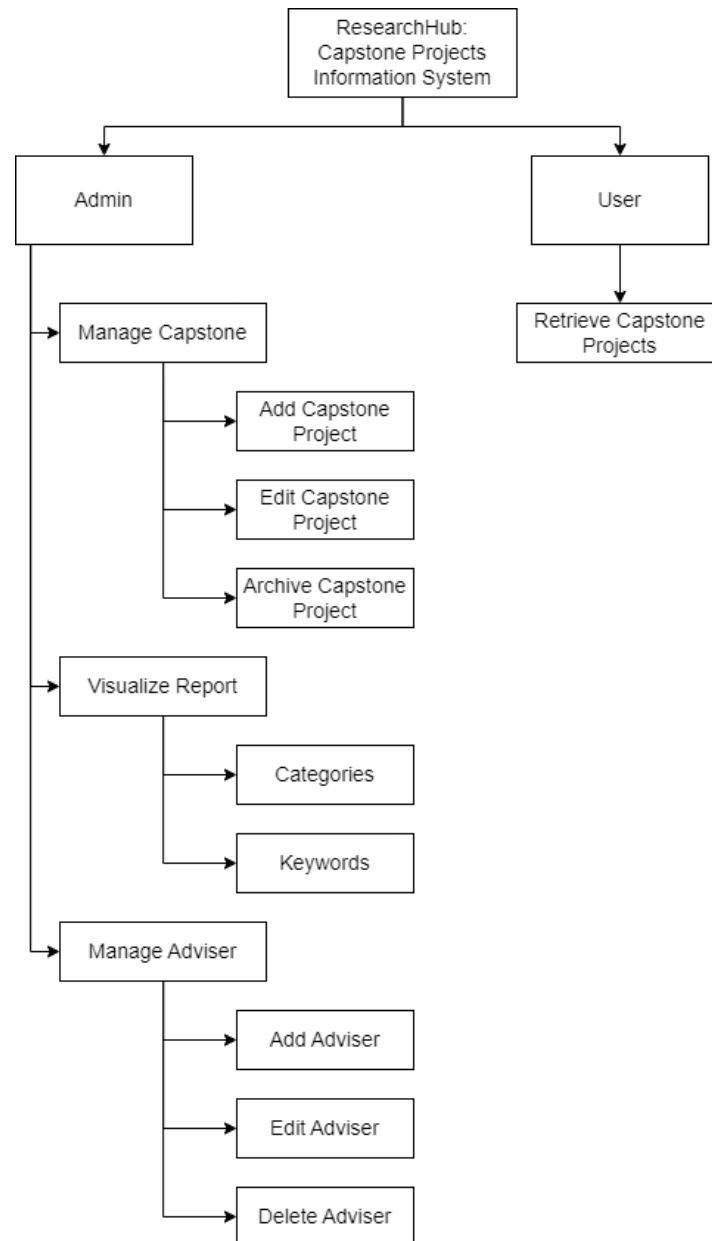 ResearchHub:
Capstone Projects
Information System
Admin
User
Manage Capstone
Retrieve Capstone
Projects
Add Capstone
Project
Edit Capstone
Project
Archive Capstone
Project
Visualize Report
Categories
Keywords
Manage Adviser
Add Adviser
Edit Adviser
Delete Adviser